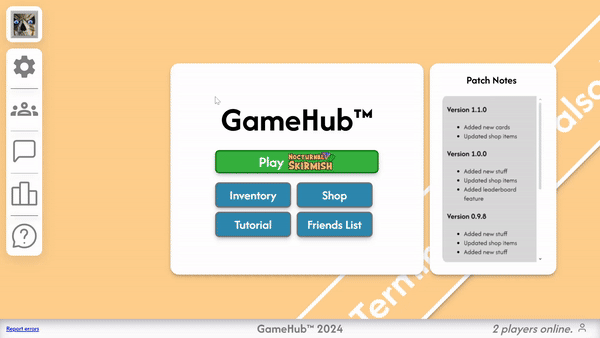 GameHub™
Play NOCTURNAL SKIRMISH
Inventory
Shop
Tutorial
Friends List
Patch Notes
Version 1.1.0
Added new cards
Updated shop items
Version 1.0.0
Added new stuff
Updated shop items
Added leaderboard
feature
Version 0.9.8
Added new stuff
Updated shop items
Added new stuff
also
Report errors
GameHub™ 2024
2 players online.